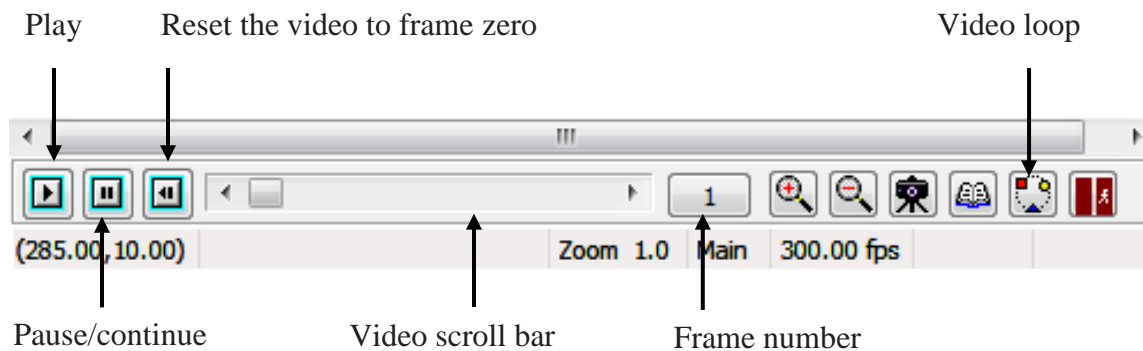 Play Reset the video to frame zero Video loop
1
(285.00,10.00) Zoom 1.0 Main 300.00 fps
Pause/continue Video scroll bar Frame number